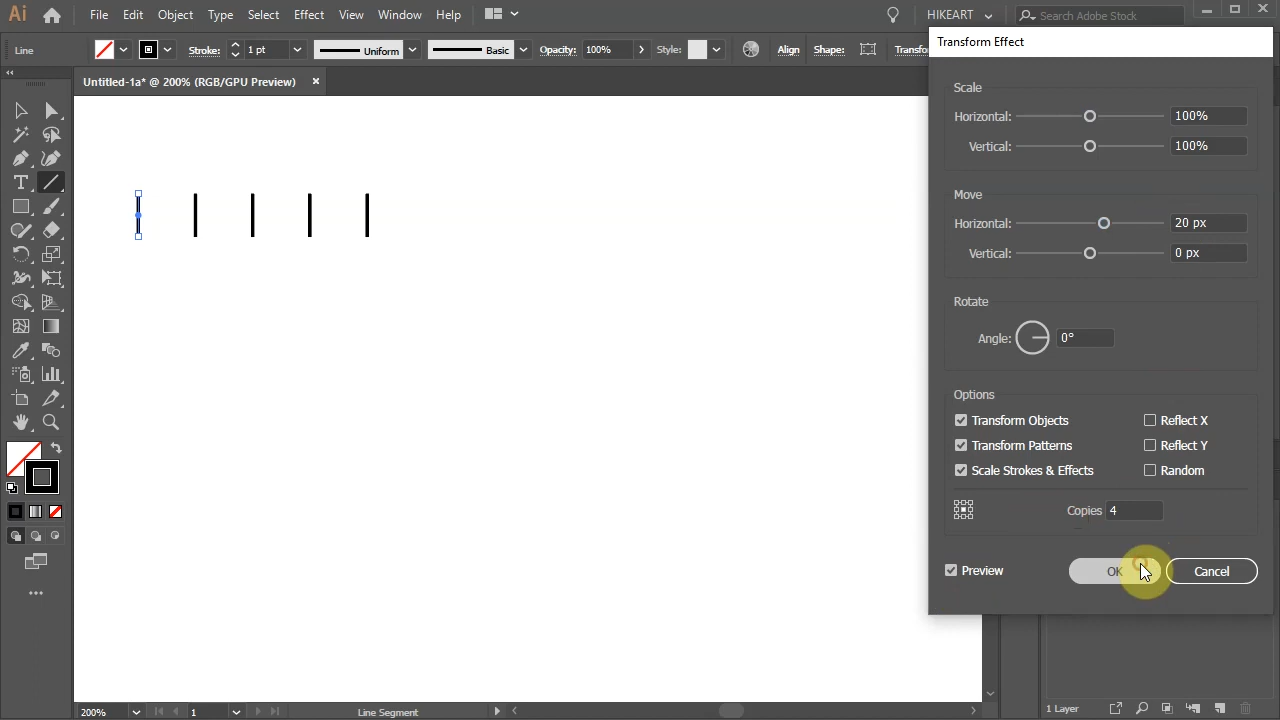 Ai File Edit Object Type Select Effect View Window Help HIKEART Search Adobe Stock
Line Stroke: 1 pt Uniform Basic Opacity: 100% Style: Align Shape: Transfor
Untitled-1a* @ 200% (RGB/GPU Preview) ×
Transform Effect
Scale
Horizontal: 100%
Vertical: 100%
Move
Horizontal: 20 px
Vertical: 0 px
Rotate
Angle: 0°
Options
Transform Objects Reflect X
Transform Patterns Reflect Y
Scale Strokes & Effects Random
Copies 4
Preview OK Cancel
200% 1 Line Segment 1 Layer